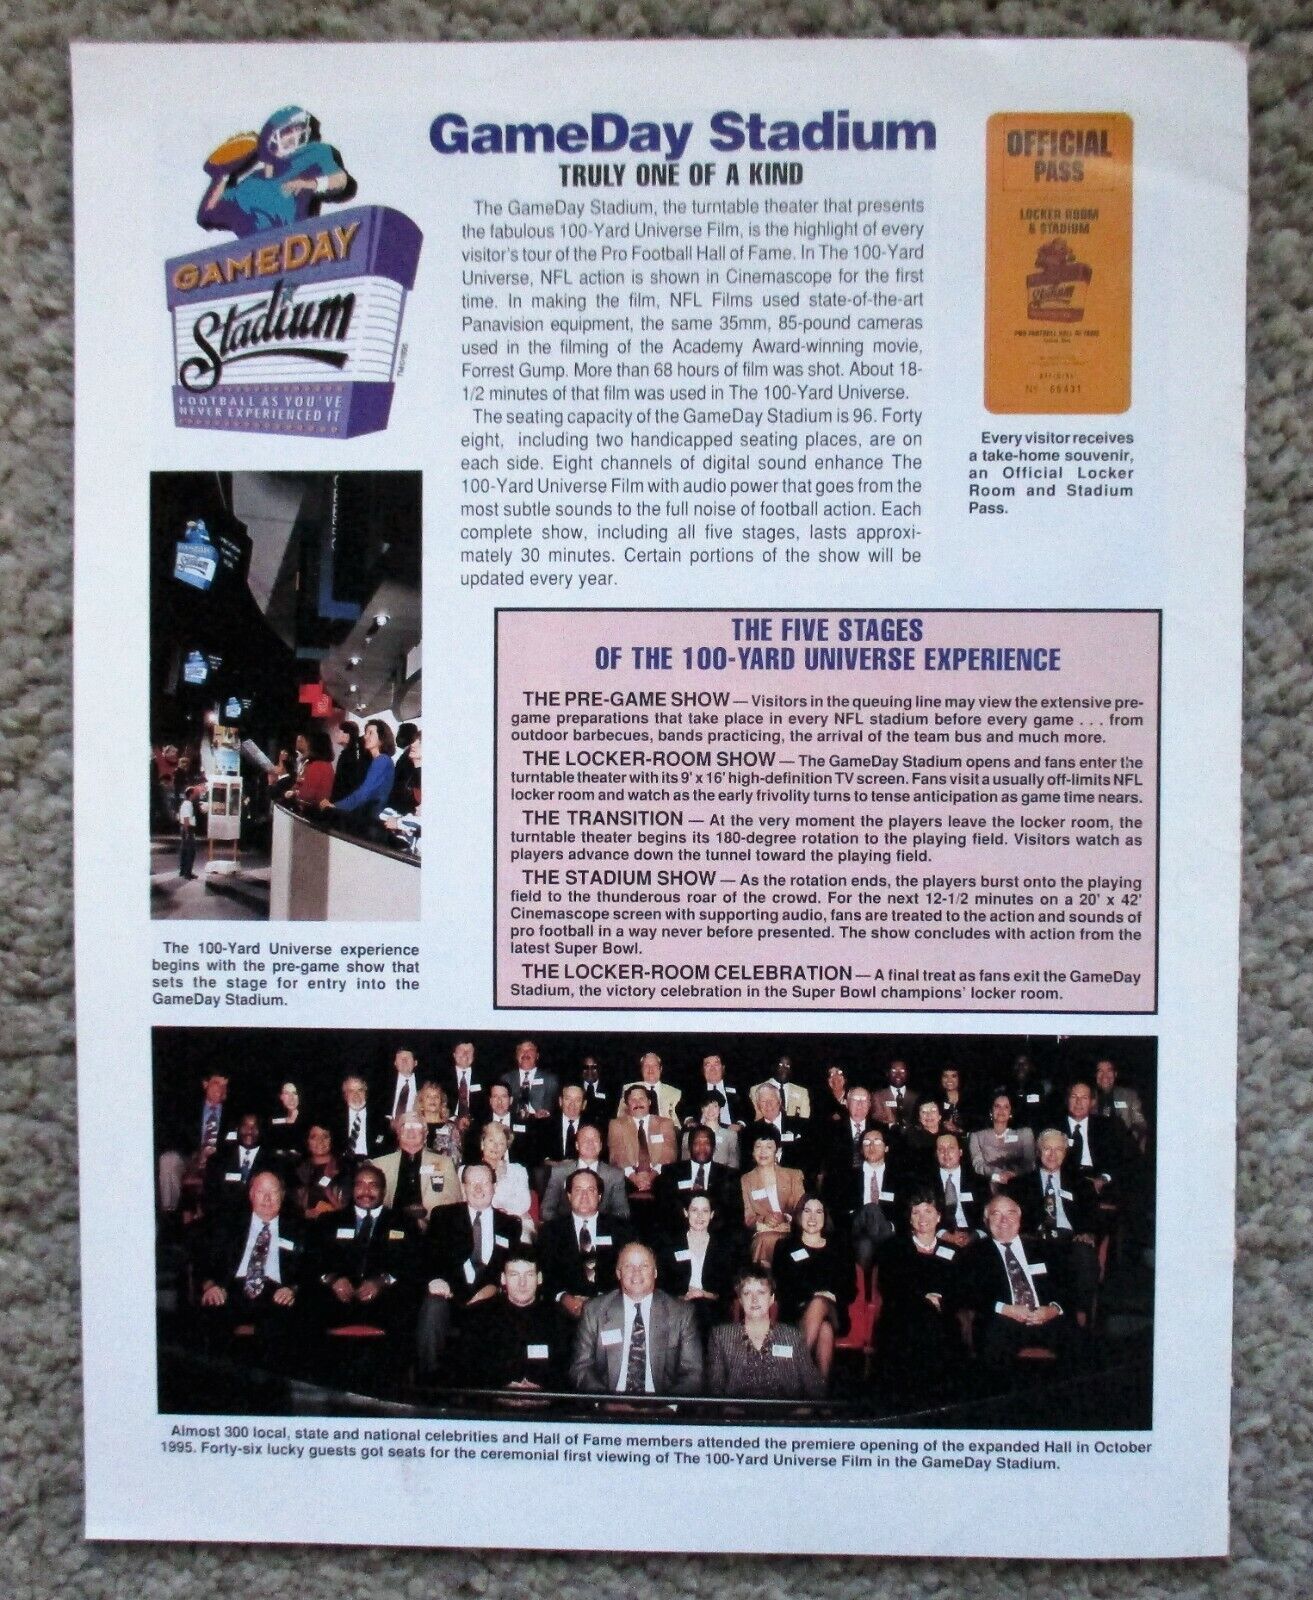 GAMEDAY
Stadium
FOOTBALL AS YOU'VE
NEVER EXPERIENCED IT
GameDay Stadium
TRULY ONE OF A KIND
The GameDay Stadium, the turntable theater that presents
the fabulous 100-Yard Universe Film, is the highlight of every
visitor's tour of the Pro Football Hall of Fame. In The 100-Yard
Universe, NFL action is shown in Cinemascope for the first
time. In making the film, NFL Films used state-of-the-art
Panavision equipment, the same 35mm, 85-pound cameras
used in the filming of the Academy Award-winning movie,
Forrest Gump. More than 68 hours of film was shot. About 18-
1/2 minutes of that film was used in The 100-Yard Universe.
The seating capacity of the GameDay Stadium is 96. Forty
eight, including two handicapped seating places, are on
each side. Eight channels of digital sound enhance The
100-Yard Universe Film with audio power that goes from the
most subtle sounds to the full noise of football action. Each
complete show, including all five stages, lasts approxi-
mately 30 minutes. Certain portions of the show will be
updated every year.
OFFICIAL
PASS
LOCKER ROOM
& STADIUM
Stadium
PRO FOOTBALL HALL OF FAME
OFFICIAL
Every visitor receives
a take-home souvenir,
an Official Locker
Room and Stadium
Pass.
The 100-Yard Universe experience
begins with the pre-game show that
sets the stage for entry into the
GameDay Stadium.
THE FIVE STAGES
OF THE 100-YARD UNIVERSE EXPERIENCE
THE PRE-GAME SHOW — Visitors in the queuing line may view the extensive pre-
game preparations that take place in every NFL stadium before every game . . . from
outdoor barbecues, bands practicing, the arrival of the team bus and much more.
THE LOCKER-ROOM SHOW — The GameDay Stadium opens and fans enter the
turntable theater with its 9' x 16' high-definition TV screen. Fans visit a usually off-limits NFL
locker room and watch as the early frivolity turns to tense anticipation as game time nears.
THE TRANSITION — At the very moment the players leave the locker room, the
turntable theater begins its 180-degree rotation to the playing field. Visitors watch as
players advance down the tunnel toward the playing field.
THE STADIUM SHOW — As the rotation ends, the players burst onto the playing
field to the thunderous roar of the crowd. For the next 12-1/2 minutes on a 20' x 42'
Cinemascope screen with supporting audio, fans are treated to the action and sounds of
pro football in a way never before presented. The show concludes with action from the
latest Super Bowl.
THE LOCKER-ROOM CELEBRATION — A final treat as fans exit the GameDay
Stadium, the victory celebration in the Super Bowl champions' locker room.
Almost 300 local, state and national celebrities and Hall of Fame members attended the premiere opening of the expanded Hall in October
1995. Forty-six lucky guests got seats for the ceremonial first viewing of The 100-Yard Universe Film in the GameDay Stadium.